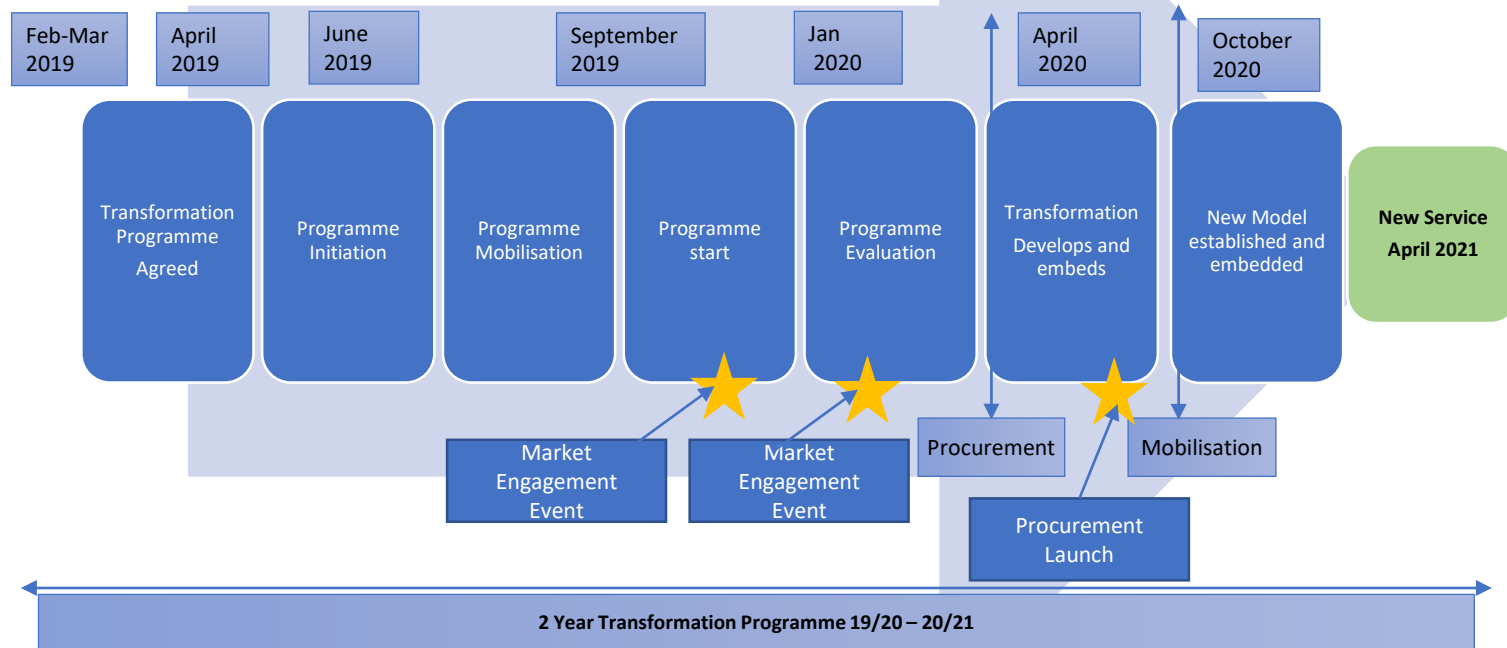 Feb-Mar
2019
April
2019
June
2019
September
2019
Jan
2020
April
2020
October
2020
Transformation
Programme
Agreed
Programme
Initiation
Programme
Mobilisation
Programme
start
Programme
Evaluation
Transformation
Develops and
embeds
New Model
established and
embedded
New Service
April 2021
Market
Engagement
Event
Market
Engagement
Event
Procurement
Mobilisation
Procurement
Launch
2 Year Transformation Programme 19/20 – 20/21